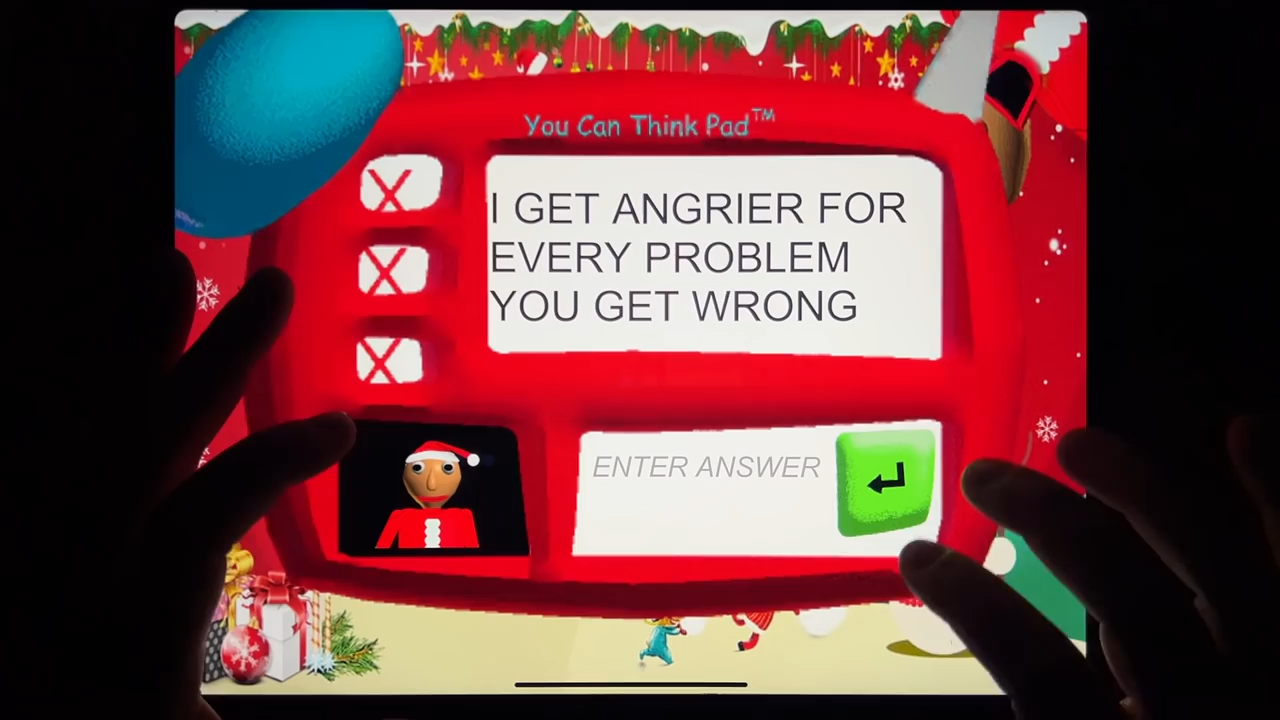 You Can Think Pad™
X
I GET ANGRIER FOR
EVERY PROBLEM
YOU GET WRONG
X
X
ENTER ANSWER